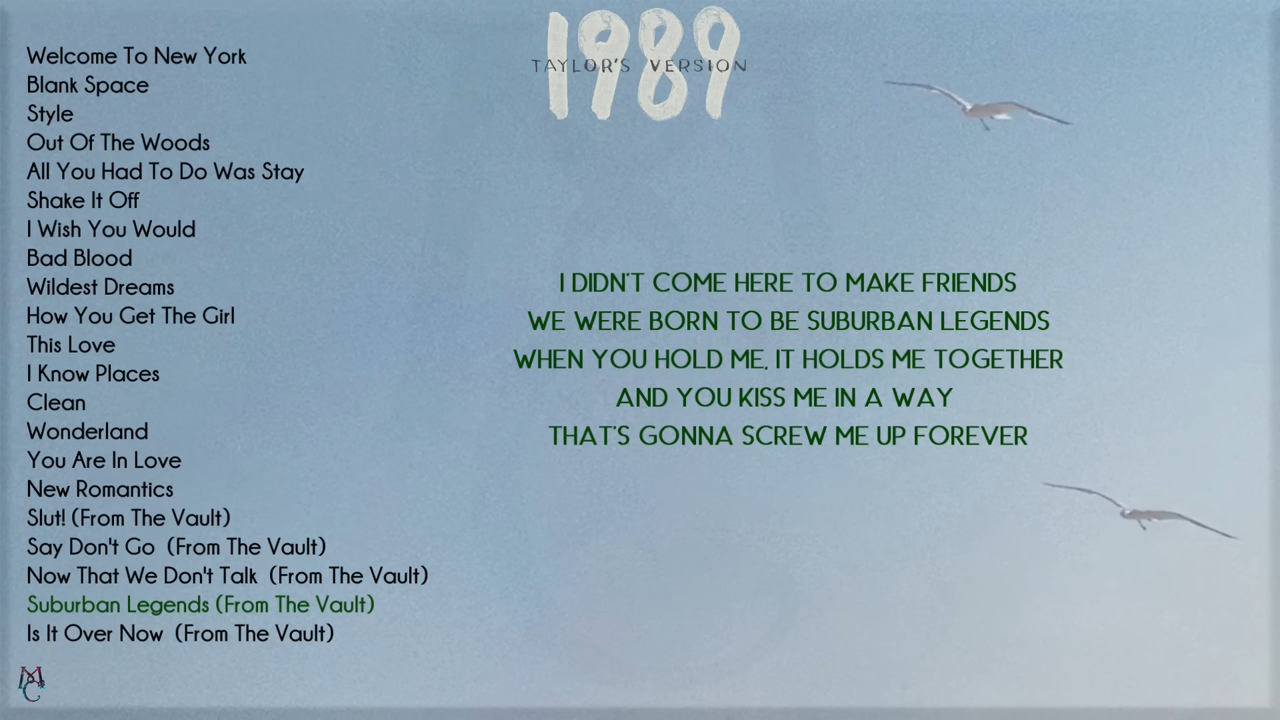 1989
TAYLOR'S VERSION
Welcome To New York
Blank Space
Style
Out Of The Woods
All You Had To Do Was Stay
Shake It Off
I Wish You Would
Bad Blood
Wildest Dreams
How You Get The Girl
This Love
I Know Places
Clean
Wonderland
You Are In Love
New Romantics
Slut! (From The Vault)
Say Don't Go (From The Vault)
Now That We Don't Talk (From The Vault)
Suburban Legends (From The Vault)
Is It Over Now (From The Vault)
I DIDN'T COME HERE TO MAKE FRIENDS
WE WERE BORN TO BE SUBURBAN LEGENDS
WHEN YOU HOLD ME, IT HOLDS ME TOGETHER
AND YOU KISS ME IN A WAY
THAT'S GONNA SCREW ME UP FOREVER
MC